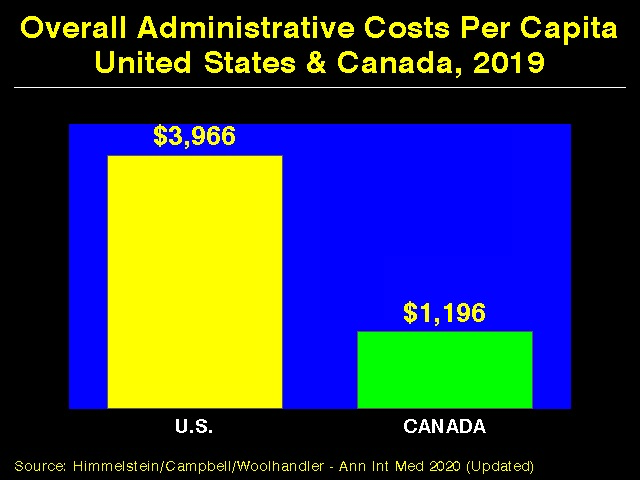 Overall Administrative Costs Per Capita
United States & Canada, 2019
$3,966
$1,196
U.S.
CANADA
Source: Himmelstein/Campbell/Woolhandler - Ann Int Med 2020 (Updated)